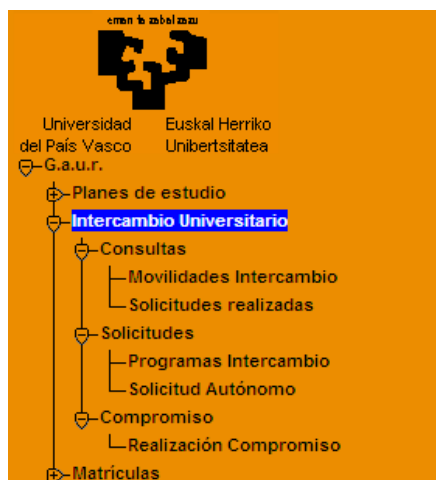 eman ta zabal zazu
Universidad Euskal Herriko
del País Vasco Unibertsitatea
G.a.u.r.
Planes de estudio
Intercambio Universitario
Consultas
Movilidades Intercambio
Solicitudes realizadas
Solicitudes
Programas Intercambio
Solicitud Autónomo
Compromiso
Realización Compromiso
Matrículas